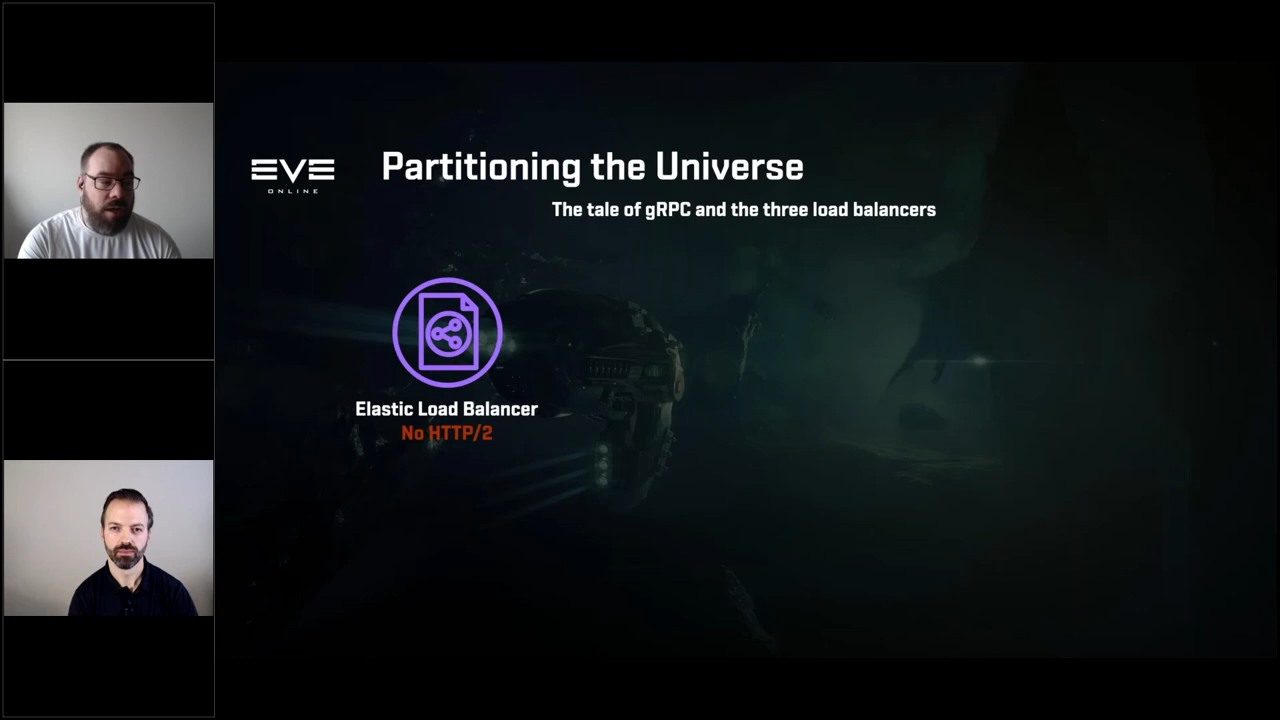 EVE
ONLINE
Partitioning the Universe
The tale of gRPC and the three load balancers
Elastic Load Balancer
No HTTP/2